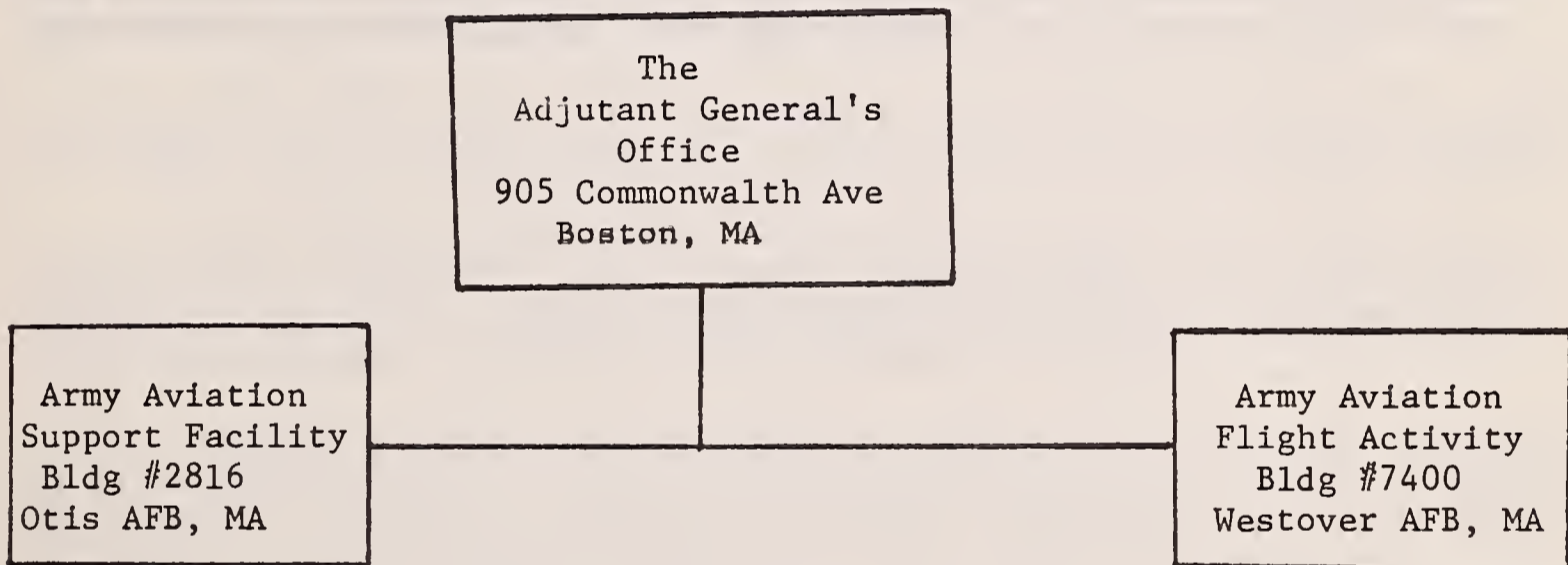 The
Adjutant General's
Office
905 Commonwalth Ave
Boston, MA
Army Aviation
Support Facility
Bldg #2816
Otis AFB, MA
Army Aviation
Flight Activity
Bldg #7400
Westover AFB, MA